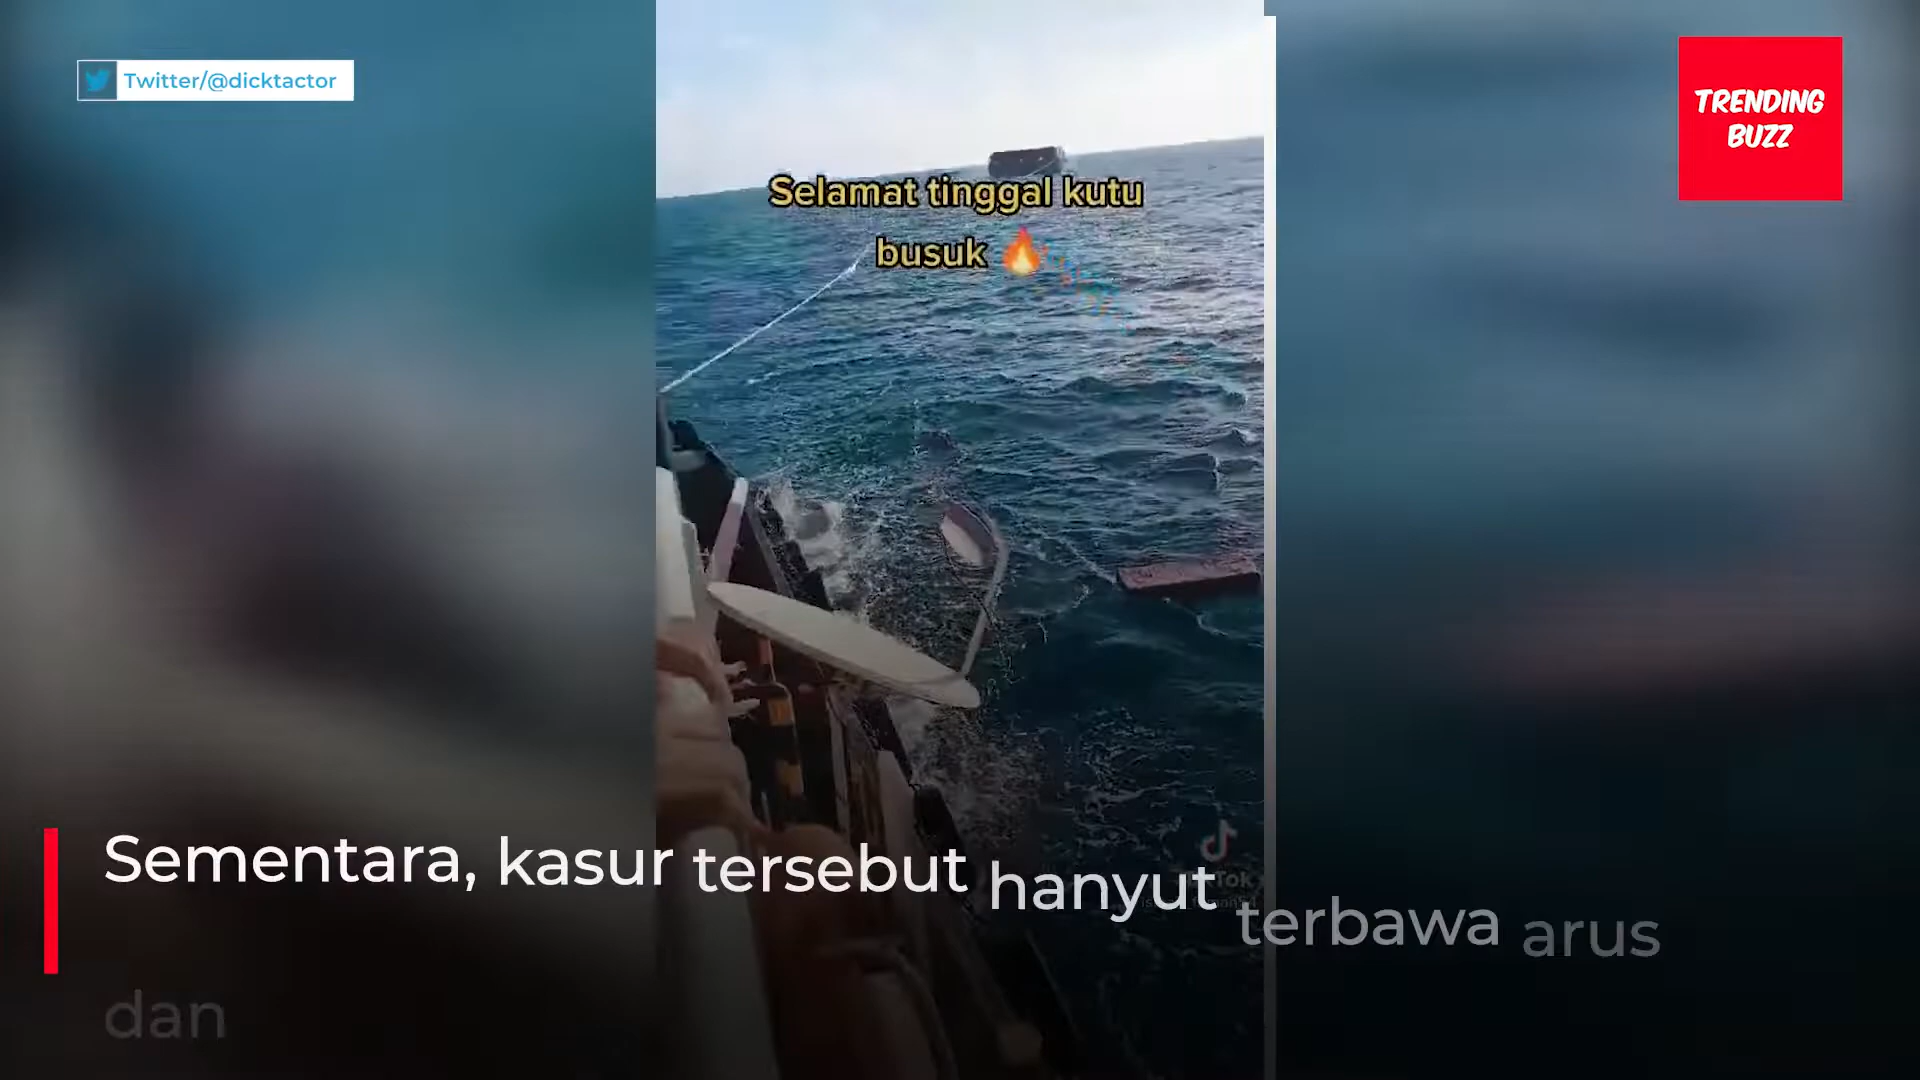 Twitter/@dicktactor
TRENDING
BUZZ
Selamat tinggal kutu
busuk
Sementara, kasur tersebut hanyut terbawa arus
dan